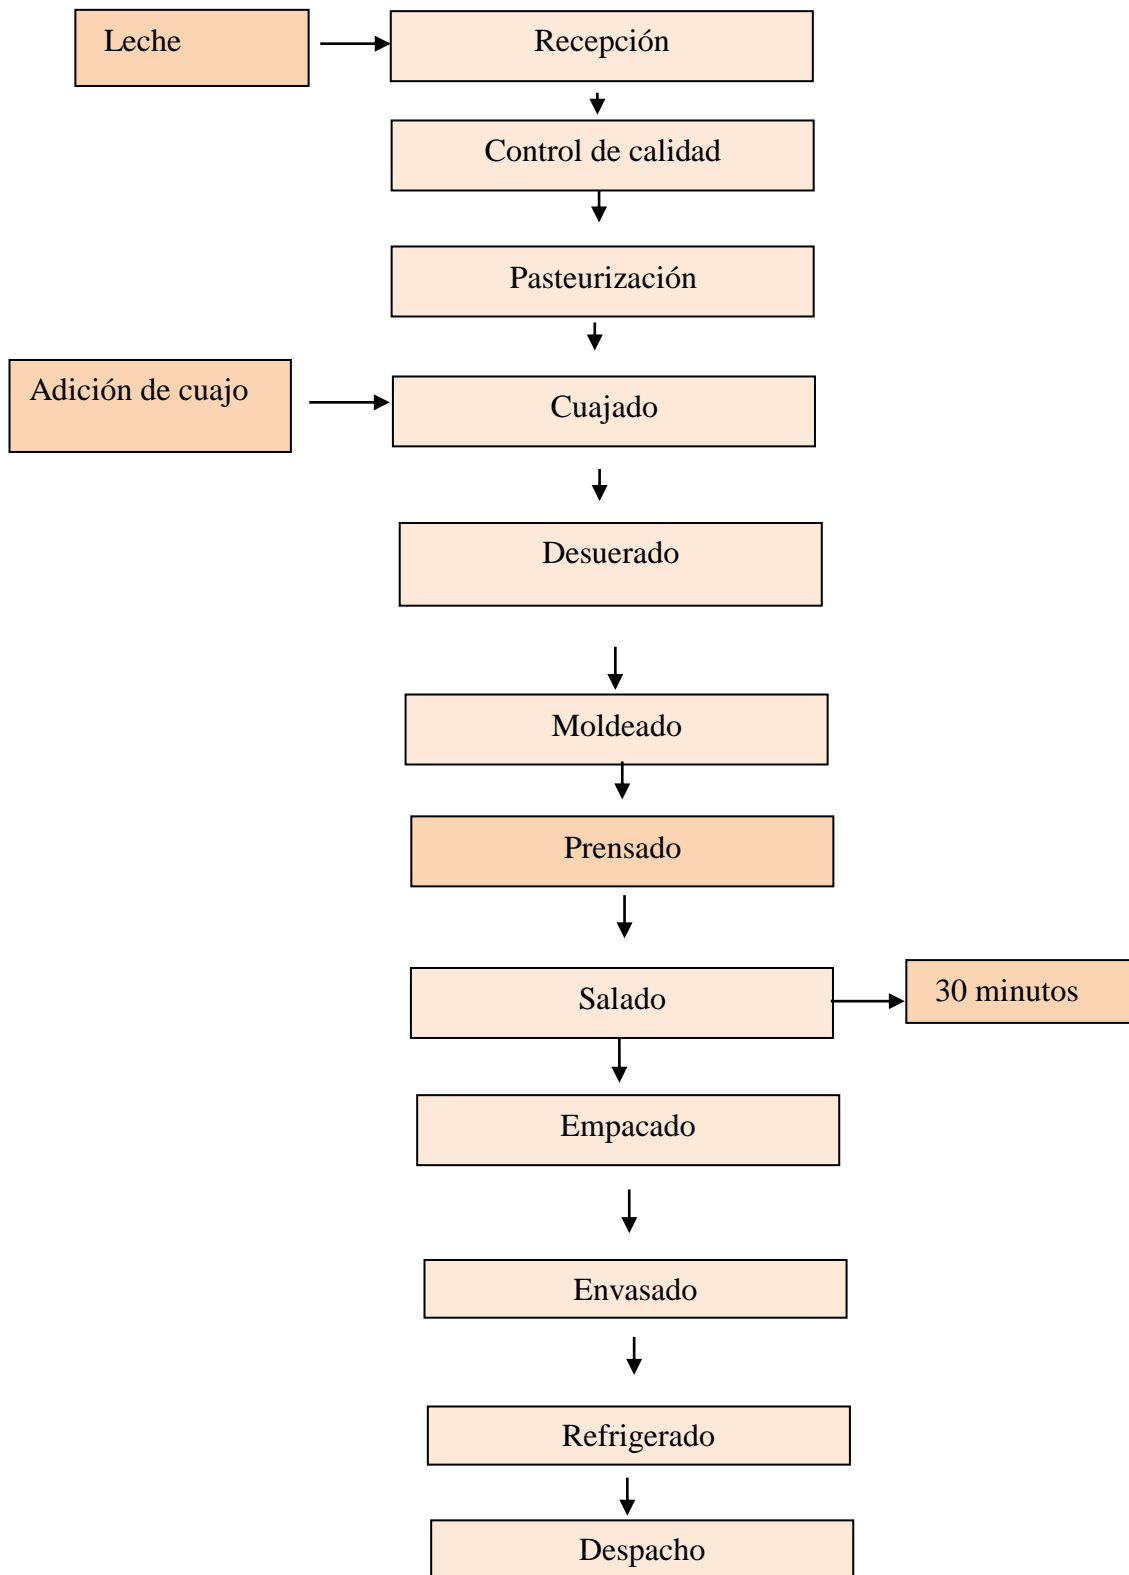 Leche
Recepción
Control de calidad
Pasteurización
Adición de cuajo
Cuajado
Desuerado
Moldeado
Prensado
Salado
30 minutos
Empacado
Envasado
Refrigerado
Despacho